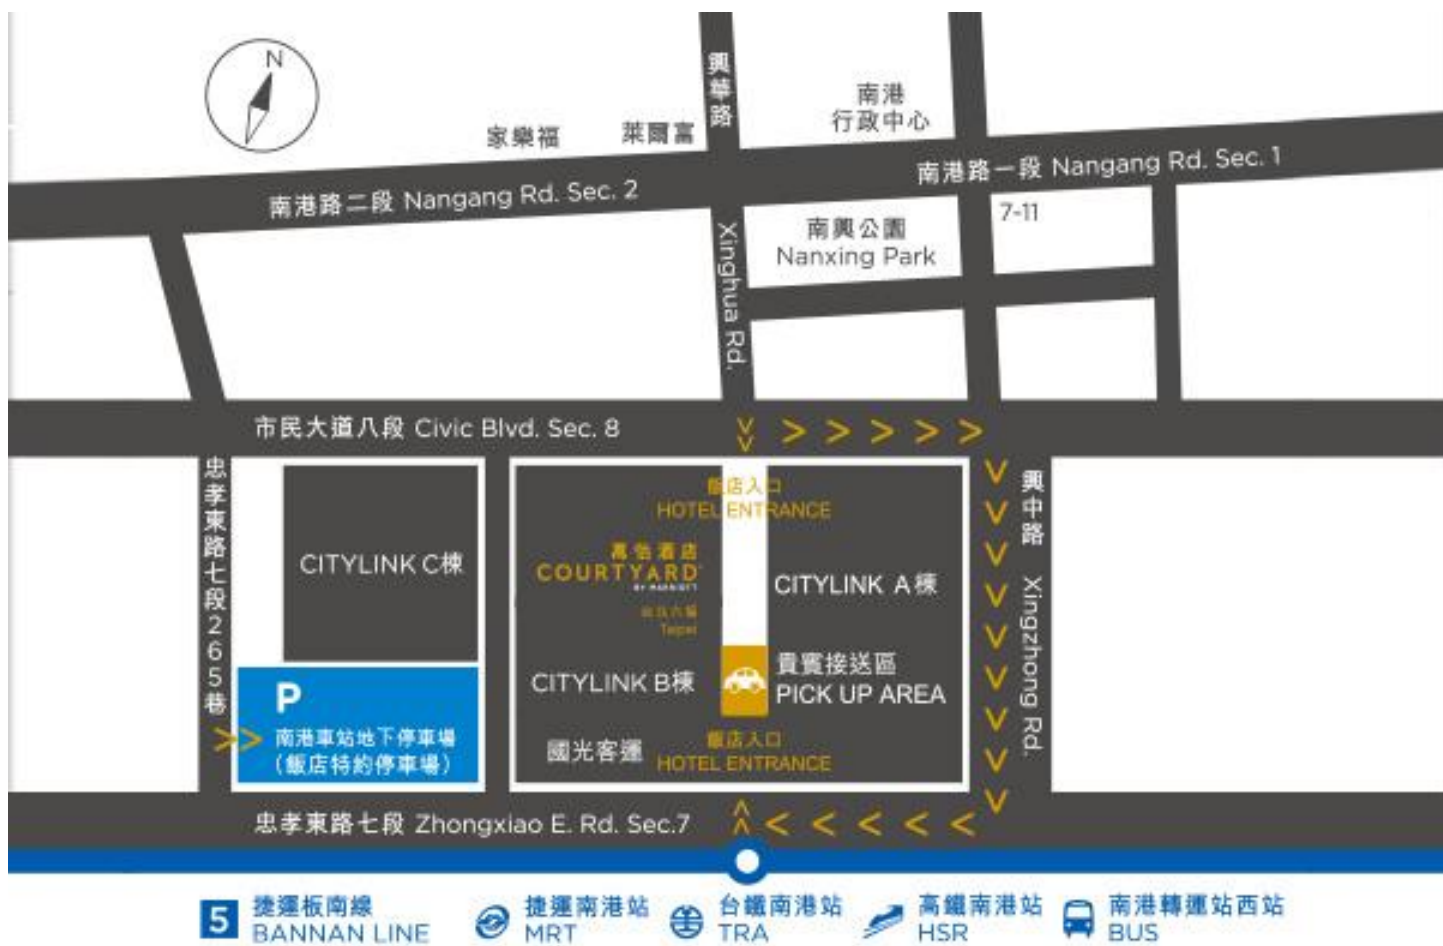 N
興華路
南港
行政中心
家樂福
萊爾富
南港路一段 Nangang Rd. Sec. 1
南港路二段 Nangang Rd. Sec. 2
7-11
南興公園
Nanxing Park
Xinghua Rd.
市民大道八段 Civic Blvd. Sec. 8
忠孝東路七段265巷
飯店入口
HOTEL ENTRANCE
興中路 Xingzhong Rd.
萬怡酒店
COURTYARD
BY MARRIOTT
Taipei
CITYLINK C棟
CITYLINK A棟
CITYLINK B棟
貴賓接送區
PICK UP AREA
P
南港車站地下停車場
(飯店特約停車場)
國光客運
飯店入口
HOTEL ENTRANCE
忠孝東路七段 Zhongxiao E. Rd. Sec.7
5
捷運板南線
BANNAN LINE
捷運南港站
MRT
台鐵南港站
TRA
高鐵南港站
HSR
南港轉運站西站
BUS